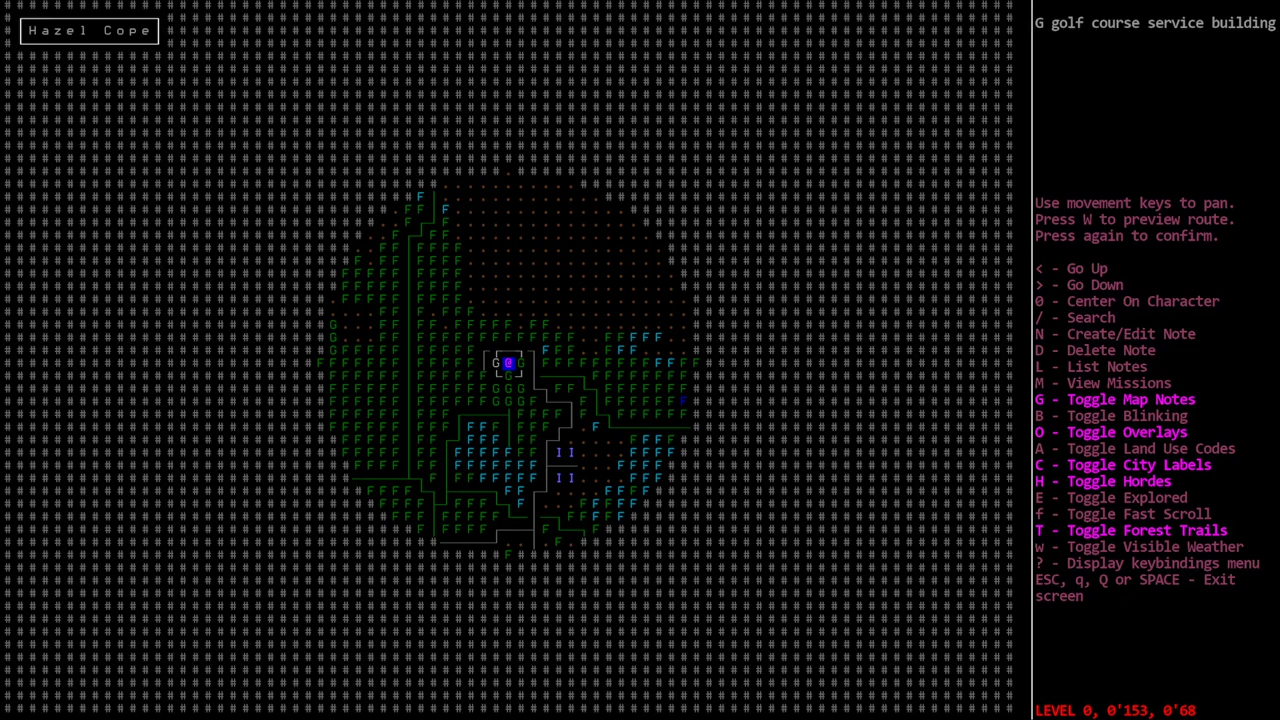 Hazel Cope
G golf course service building
Use movement keys to pan.
Press W to preview route.
Press again to confirm.
< - Go Up
> - Go Down
0 - Center On Character
/ - Search
N - Create/Edit Note
D - Delete Note
L - List Notes
M - View Missions
G - Toggle Map Notes
B - Toggle Blinking
O - Toggle Overlays
A - Toggle Land Use Codes
C - Toggle City Labels
H - Toggle Hordes
E - Toggle Explored
f - Toggle Fast Scroll
T - Toggle Forest Trails
w - Toggle Visible Weather
? - Display keybindings menu
ESC, q, Q or SPACE - Exit
screen
LEVEL 0, 0'153, 0'68